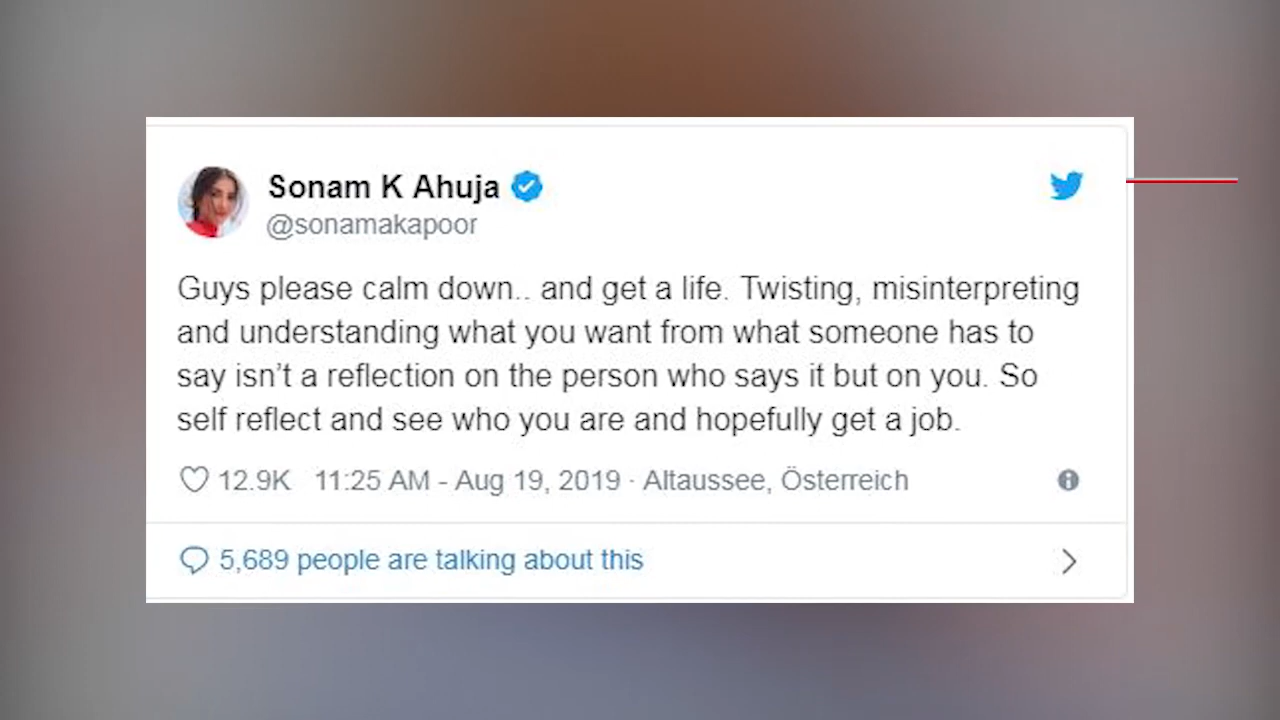 Sonam K Ahuja
@sonamakapoor
Guys please calm down.. and get a life. Twisting, misinterpreting
and understanding what you want from what someone has to
say isn’t a reflection on the person who says it but on you. So
self reflect and see who you are and hopefully get a job.
12.9K 11:25 AM - Aug 19, 2019 · Altaussee, Österreich
5,689 people are talking about this